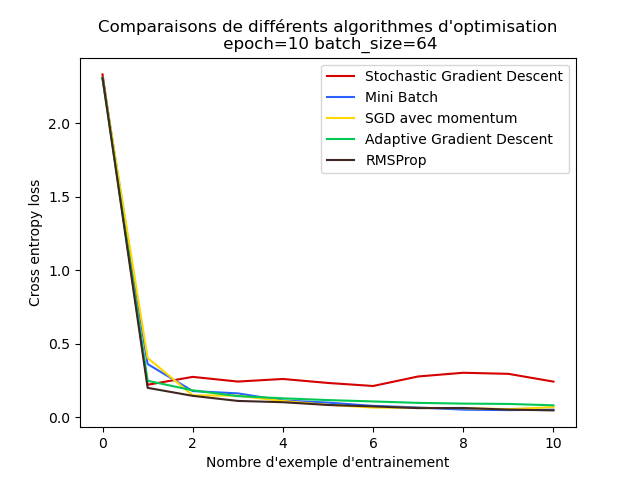 Comparaisons de différents algorithmes d'optimisation
epoch=10 batch_size=64
Stochastic Gradient Descent
Mini Batch
SGD avec momentum
Adaptive Gradient Descent
RMSProp
Cross entropy loss
2.0
1.5
1.0
0.5
0.0
0 2 4 6 8 10
Nombre d'exemple d'entrainement